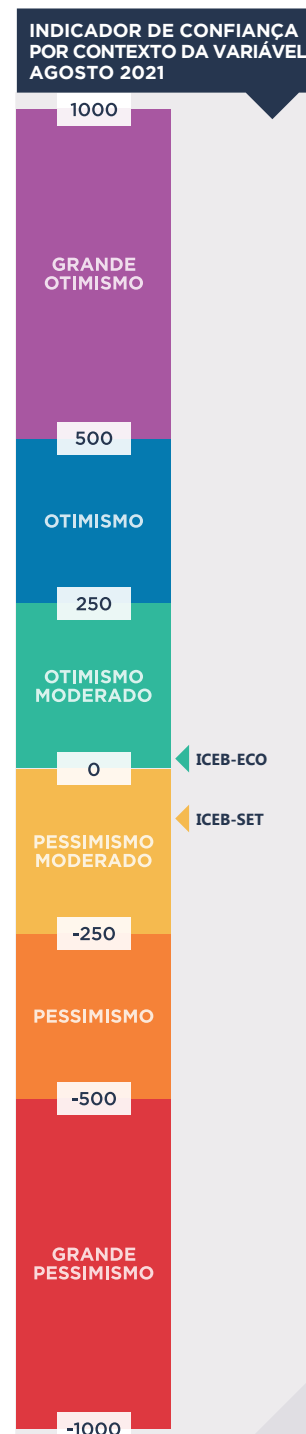 INDICADOR DE CONFIANÇA
POR CONTEXTO DA VARIÁVEL
AGOSTO 2021
1000
GRANDE
OTIMISMO
500
OTIMISMO
250
OTIMISMO
MODERADO
ICEB-ECO
0
ICEB-SET
PESSIMISMO
MODERADO
-250
PESSIMISMO
-500
GRANDE
PESSIMISMO
-1000